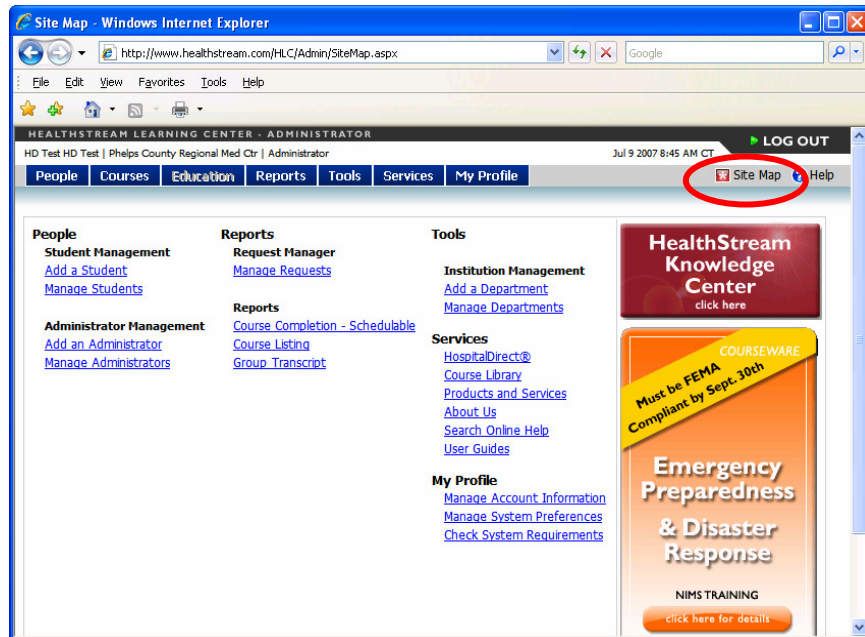 Site Map - Windows Internet Explorer
http://www.healthstream.com/HLC/Admin/SiteMap.aspx
Google
File Edit View Favorites Tools Help
HEALTHSTREAM LEARNING CENTER - ADMINISTRATOR
LOG OUT
HD Test HD Test | Phelps County Regional Med Ctr | Administrator
Jul 9 2007 8:45 AM CT
People Courses Education Reports Tools Services My Profile
Site Map ? Help
People
Student Management
Add a Student
Manage Students
Administrator Management
Add an Administrator
Manage Administrators
Reports
Request Manager
Manage Requests
Reports
Course Completion - Schedulable
Course Listing
Group Transcript
Tools
Institution Management
Add a Department
Manage Departments
Services
HospitalDirect®
Course Library
Products and Services
About Us
Search Online Help
User Guides
My Profile
Manage Account Information
Manage System Preferences
Check System Requirements
HealthStream
Knowledge
Center
click here
COURSEWARE
Must be FEMA
Compliant by Sept. 30th
Emergency
Preparedness
& Disaster
Response
NIMS TRAINING
click here for details